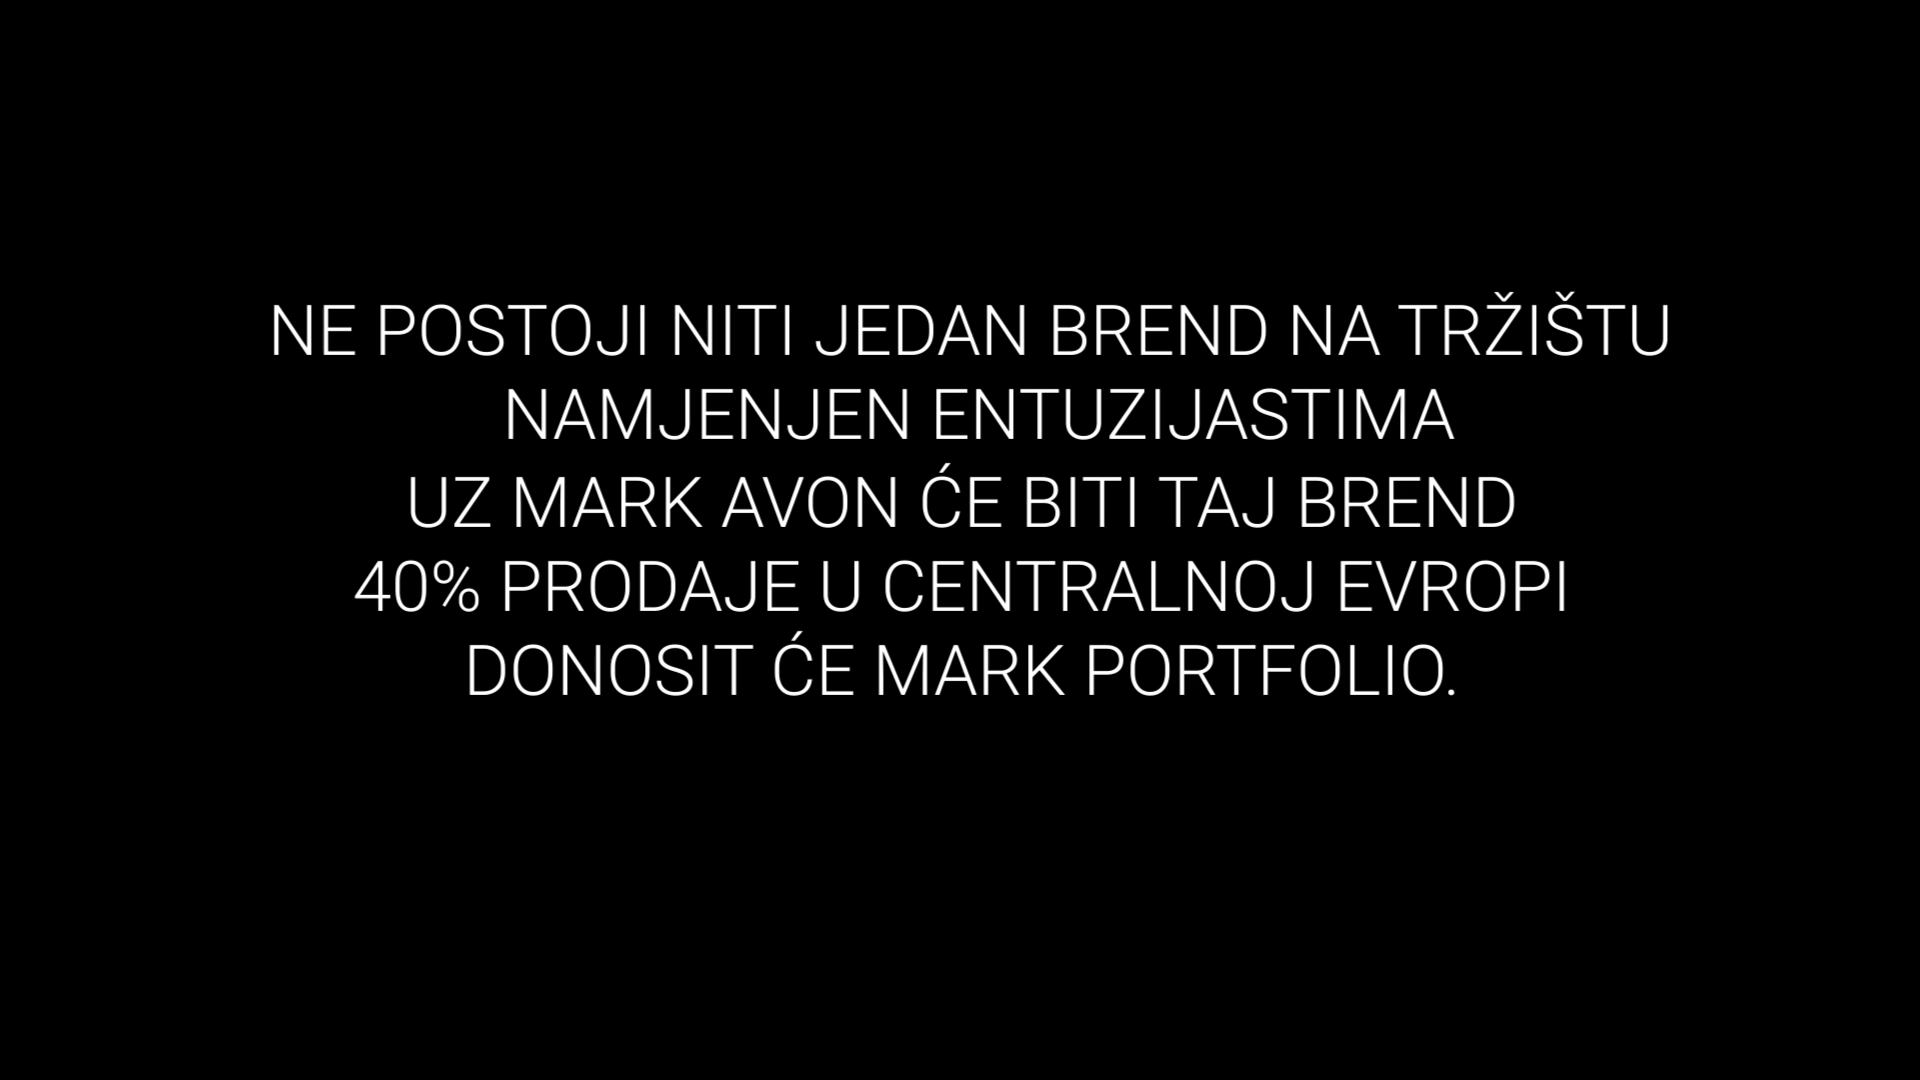 NE POSTOJI NITI JEDAN BREND NA TRŽIŠTU
NAMJENJEN ENTUZIJASTIMA
UZ MARK AVON ĆE BITI TAJ BREND
40% PRODAJE U CENTRALNOJ EVROPI
DONOSIT ĆE MARK PORTFOLIO.